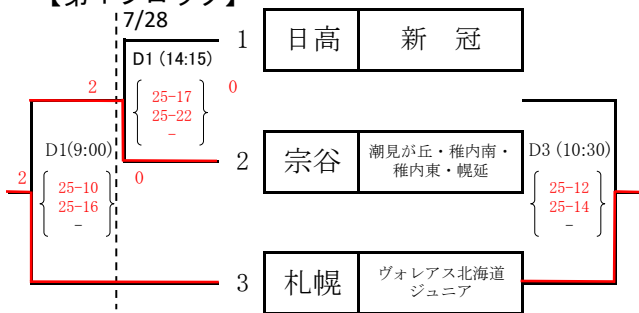 7/28
1 日高 新 冠
D1 (14:15)
2
0
25-17
25-22
-
D1(9:00)
2 宗谷 潮見が丘・稚内南・
稚内東・幌延
D3 (10:30)
2
0
25-10
25-16
-
25-12
25-14
-
3 札幌 ヴォレアス北海道
ジュニア